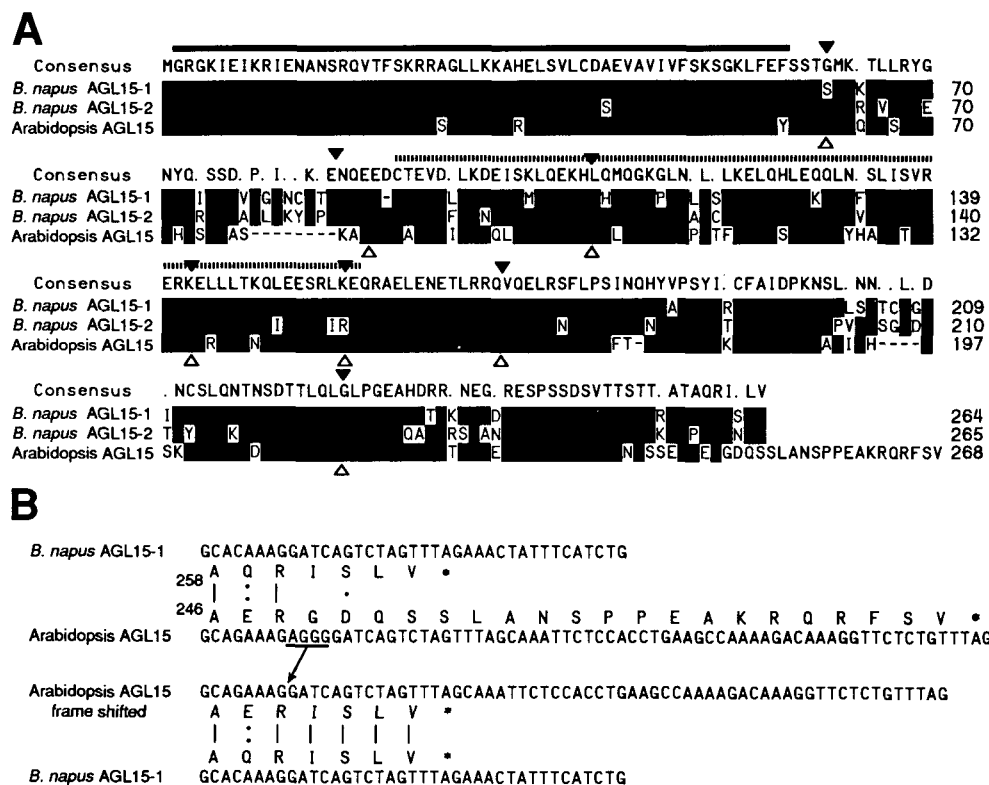 A
Consensus MGRGKIEIKRIENANSRQVTFSKRRAGLLKKAHELSVLCDAEVAVIVFSKSGKLFEFSSTGMK. TLLRYG
B. napus AGL15-1 S K 70
B. napus AGL15-2 S R V E 70
Arabidopsis AGL15 S R Y Q S 70
NYQ. SSD. P. I. . K. ENQEEDCTEVD. LKDEISKLQEKHLQMQGKGLN. L. LKELQHLEQQLN. SLISVR
Consensus
B. napus AGL15-1 I V G NC T - L M H P L S K F 139
B. napus AGL15-2 R A L KY P F N A C V 140
Arabidopsis AGL15 H S AS--------KA A I QL L P TF S YHA T 132
Consensus ERKELLLTKQLEESRLKEQRAELENETLRRQVQELRSFLPSINQHYVPSYI. CFAIDPKNSL. NN. . L. D
B. napus AGL15-1 A R LS TC G 209
B. napus AGL15-2 I IR N N T PV SG D 210
Arabidopsis AGL15 R N FT- K A I H---- 197
Consensus . NCSLQNTNSDTTLQLGLPGEAHDRR. NEG. RESPSSDSVTTSTT. ATAQRI. LV
B. napus AGL15-1 I T K D R S 264
B. napus AGL15-2 T Y K QA RS AN K P N 265
Arabidopsis AGL15 SK D T E N SSE E GDQSSLANSPPEAKRQRFSV 268
B
B. napus AGL15-1 GCACAAAGGATCAGTCTAGTTTAGAAACTATTTCATCTG
A Q R I S L V *
258
246
A E R G D Q S S L A N S P P E A K R Q R F S V *
Arabidopsis AGL15 GCAGAAAGAGGGGATCAGTCTAGTTTAGCAAATTCTCCACCTGAAGCCAAAAGACAAAGGTTCTCTGTTTAG
Arabidopsis AGL15 GCAGAAAGGATCAGTCTAGTTTAGCAAATTCTCCACCTGAAGCCAAAAGACAAAGGTTCTCTGTTTAG
frame shifted A E R I S L V *
A Q R I S L V *
B. napus AGL15-1 GCACAAAGGATCAGTCTAGTTTAGAAACTATTTCATCTG